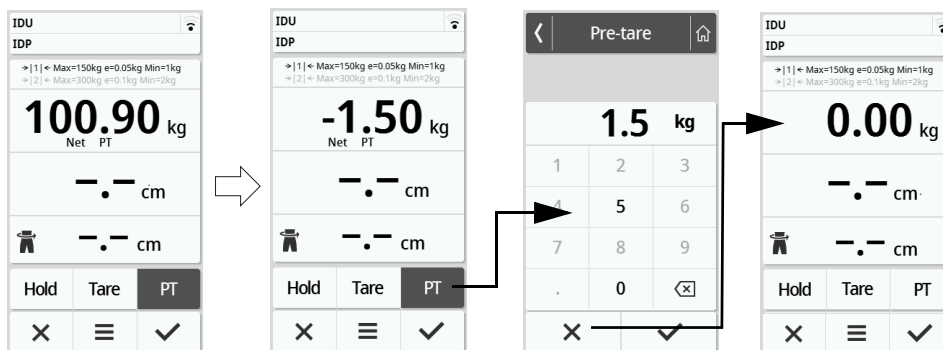 IDU
IDP
→|1|← Max=150kg e=0.05kg Min=1kg
→|2|← Max=300kg e=0.1kg Min=2kg
100.90 kg
Net PT
–.– cm
–.– cm
Hold Tare PT
IDU
IDP
→|1|← Max=150kg e=0.05kg Min=1kg
→|2|← Max=300kg e=0.1kg Min=2kg
-1.50 kg
Net PT
–.– cm
–.– cm
Hold Tare PT
Pre-tare
1.5 kg
1 2 3
4 5 6
7 8 9
. 0
IDU
IDP
→|1|← Max=150kg e=0.05kg Min=1kg
→|2|← Max=300kg e=0.1kg Min=2kg
0.00 kg
–.– cm
–.– cm
Hold Tare PT